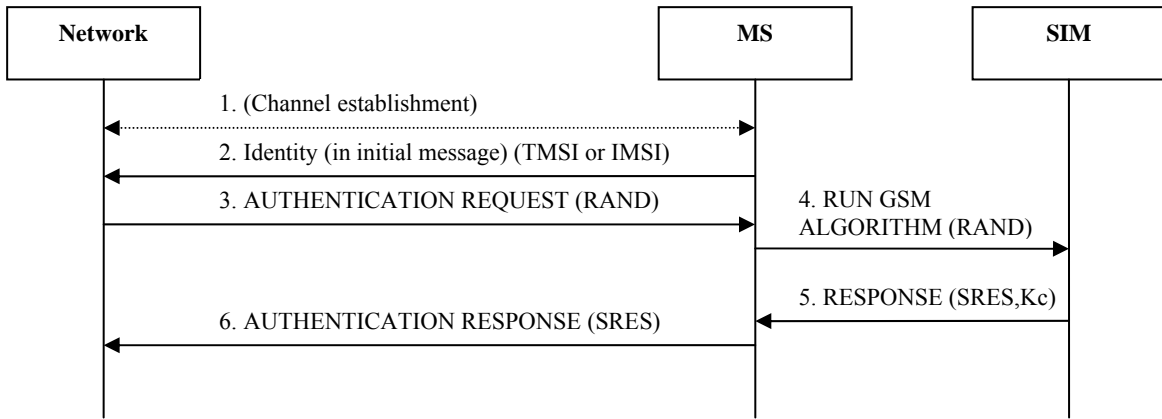 Network
MS
SIM
1. (Channel establishment)
2. Identity (in initial message) (TMSI or IMSI)
3. AUTHENTICATION REQUEST (RAND)
4. RUN GSM
ALGORITHM (RAND)
5. RESPONSE (SRES,Kc)
6. AUTHENTICATION RESPONSE (SRES)